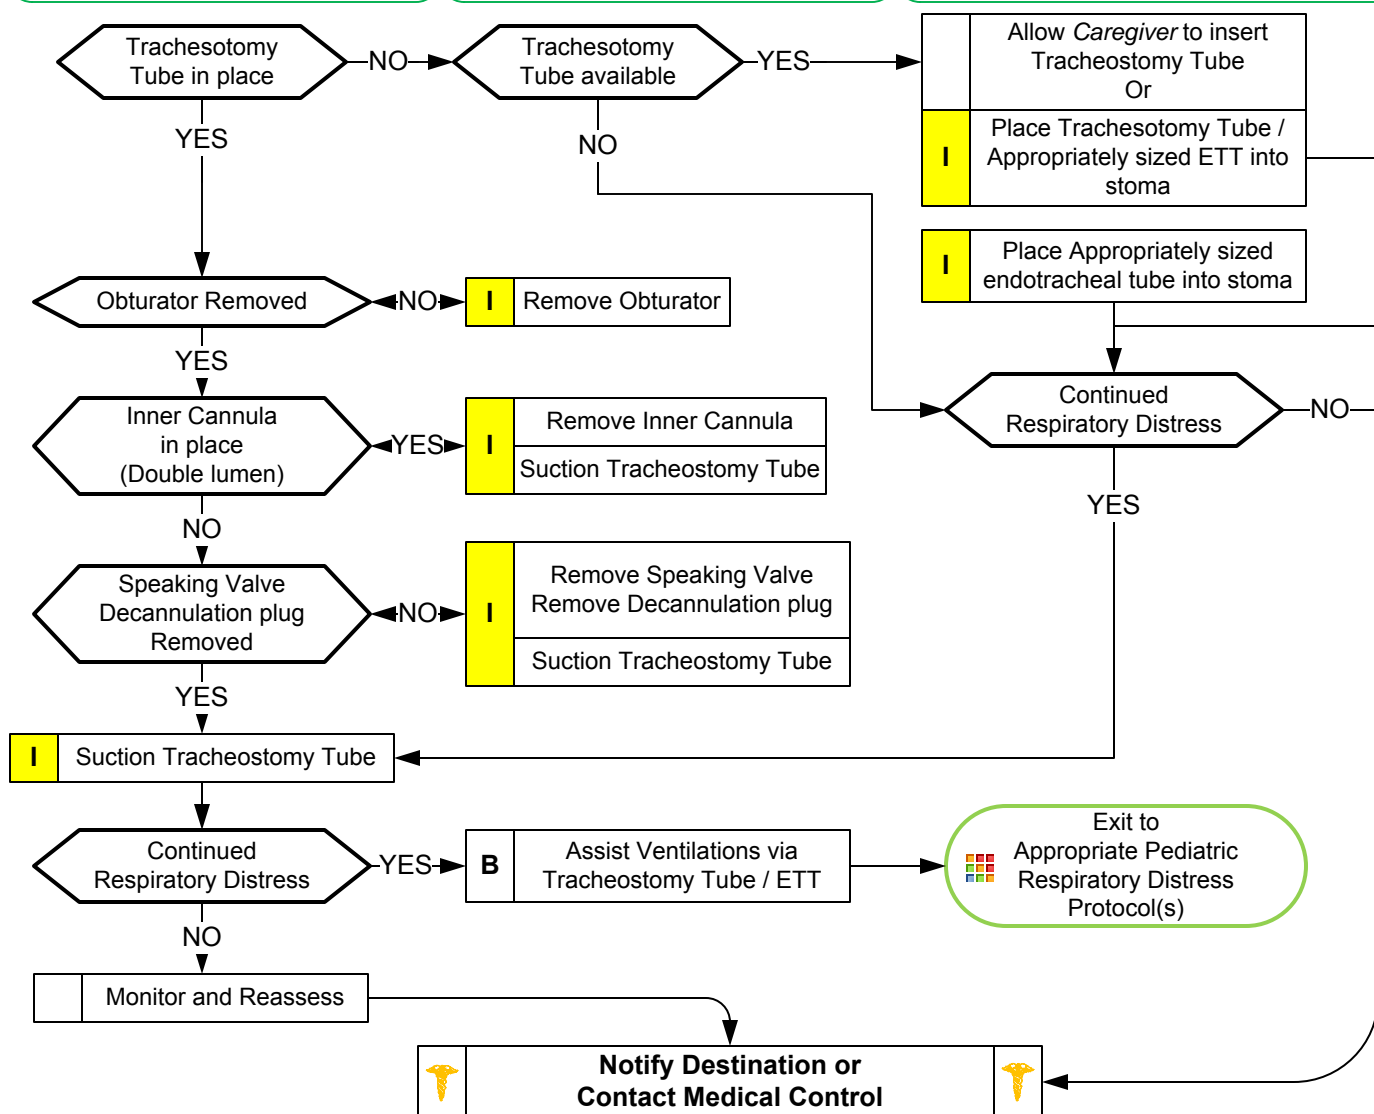 Trachesotomy
Tube in place
NO
Trachesotomy
Tube available
YES
Allow Caregiver to insert
Tracheostomy Tube
Or
I
Place Trachesotomy Tube /
Appropriately sized ETT into
stoma
YES
NO
I
Place Appropriately sized
endotracheal tube into stoma
Obturator Removed
NO
I
Remove Obturator
YES
Inner Cannula
in place
(Double lumen)
YES
I
Remove Inner Cannula
Suction Tracheostomy Tube
Continued
Respiratory Distress
NO
YES
NO
Speaking Valve
Decannulation plug
Removed
NO
I
Remove Speaking Valve
Remove Decannulation plug
Suction Tracheostomy Tube
YES
I
Suction Tracheostomy Tube
Continued
Respiratory Distress
YES
B
Assist Ventilations via
Tracheostomy Tube / ETT
Exit to
Appropriate Pediatric
Respiratory Distress
Protocol(s)
NO
Monitor and Reassess
Notify Destination or
Contact Medical Control